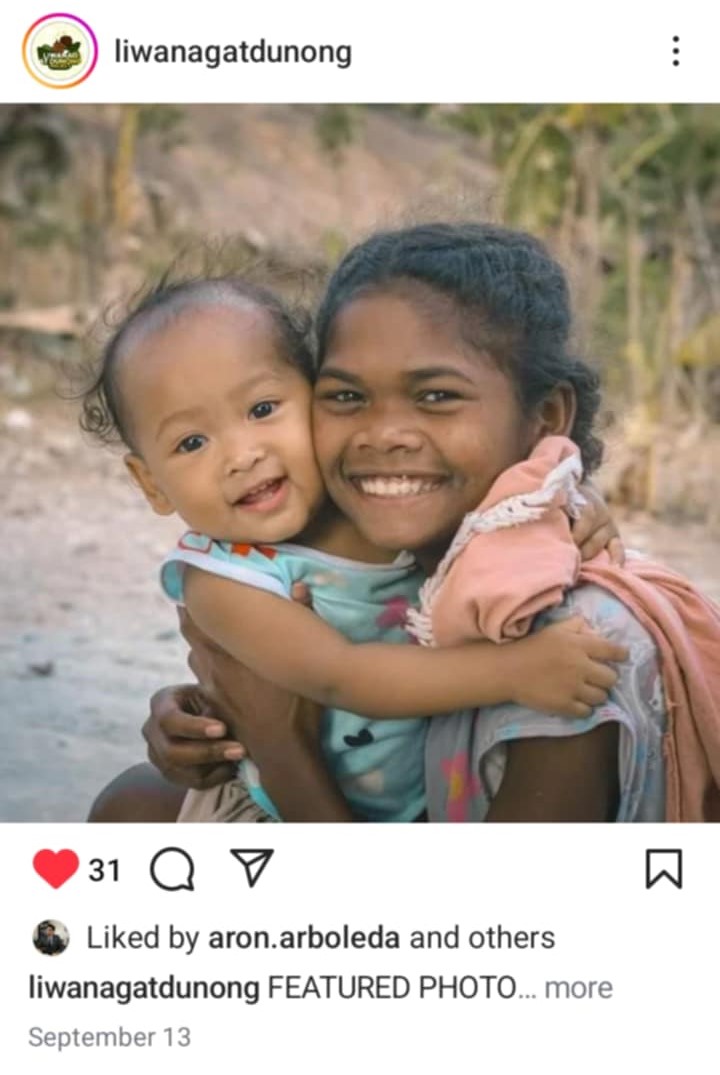 liwanagatdunong
31
Liked by aron.arboleda and others
liwanagatdunong FEATURED PHOTO... more
September 13